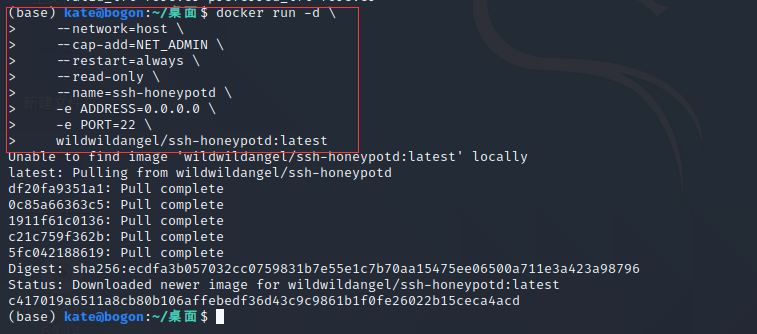 (base) kate@bogon:~/桌面$ docker run -d \
>     --network=host \
>     --cap-add=NET_ADMIN \
>     --restart=always \
>     --read-only \
>     --name=ssh-honeypotd \
>     -e ADDRESS=0.0.0.0 \
>     -e PORT=22 \
>     wildwildangel/ssh-honeypotd:latest
Unable to find image 'wildwildangel/ssh-honeypotd:latest' locally
latest: Pulling from wildwildangel/ssh-honeypotd
df20fa9351a1: Pull complete
0c85a66363c5: Pull complete
1911f61c0136: Pull complete
c21c759f362b: Pull complete
5fc042188619: Pull complete
Digest: sha256:ecdfa3b057032cc0759831b7e55e1c7b70aa15475ee06500a711e3a423a98796
Status: Downloaded newer image for wildwildangel/ssh-honeypotd:latest
c417019a6511a8cb80b106affebedf36d43c9c9861b1f0fe26022b15ceca4acd
(base) kate@bogon:~/桌面$